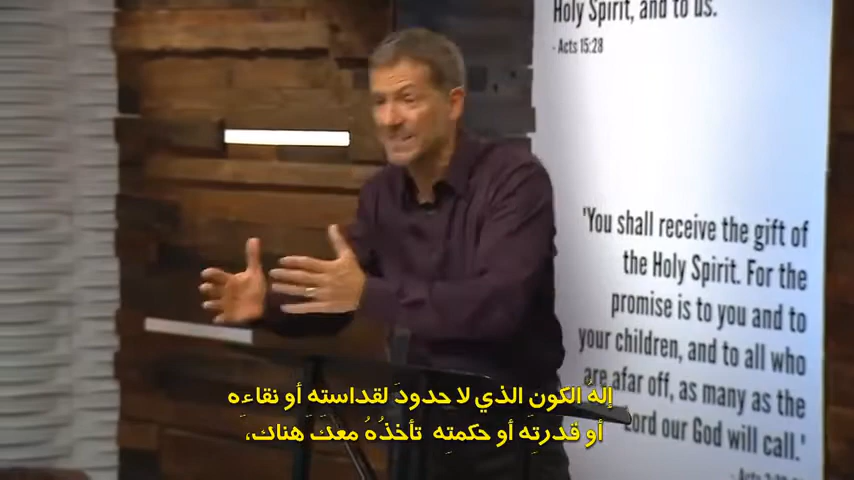 Holy Spirit, and to us.
- Acts 15:28
'You shall receive the gift of
the Holy Spirit. For the
promise is to you and to
your children, and to all who
are afar off, as many as the
Lord our God will call.'
- Acts
إلهُ الكون الذي لا حدودَ لقداستهِ أو نقاءه
أو قدرتهِ أو حكمتهِ تأخذُهُ معكَ هناك،